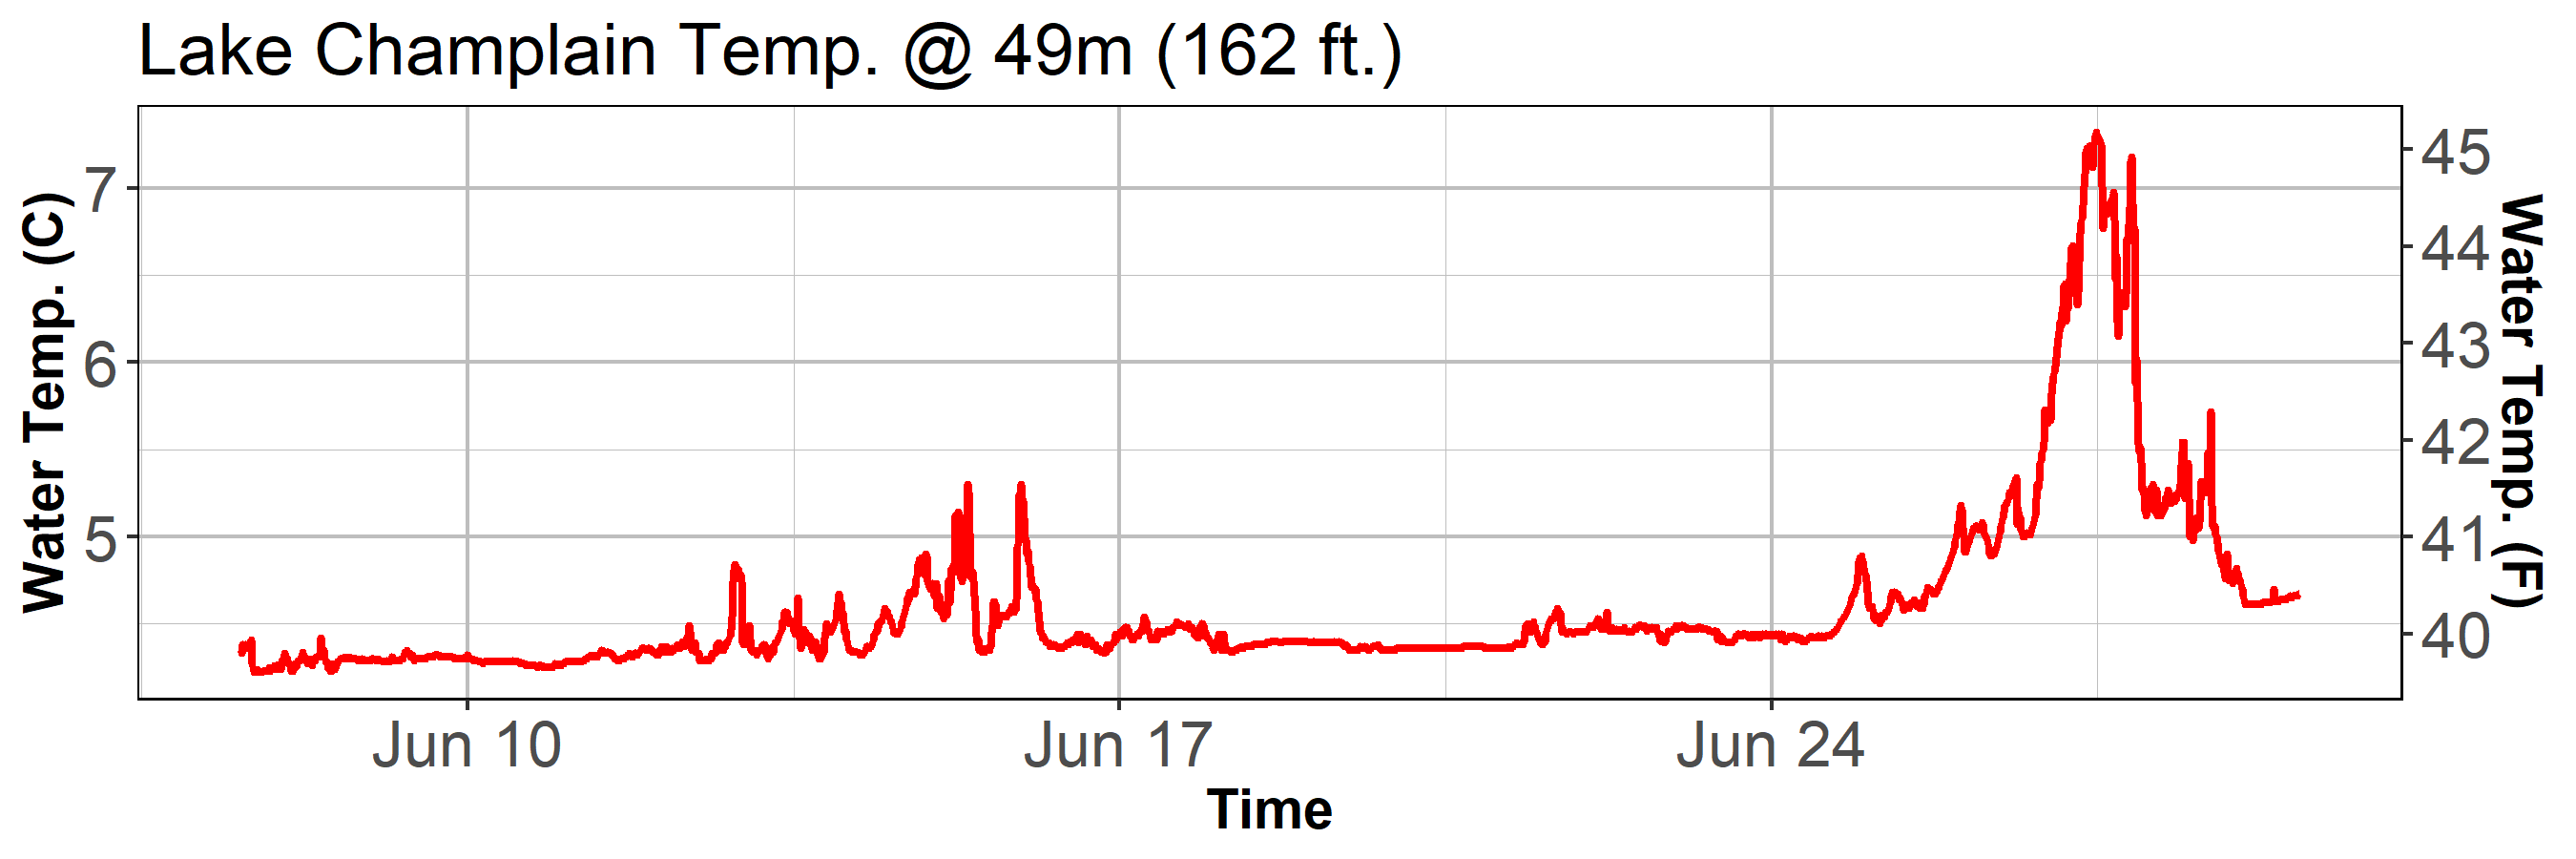 Lake Champlain Temp. @ 49m (162 ft.)
Water Temp. (C)
7
6
5
45
44
43
42
41
40
Water Temp. (F)
Jun 10
Jun 17
Jun 24
Time